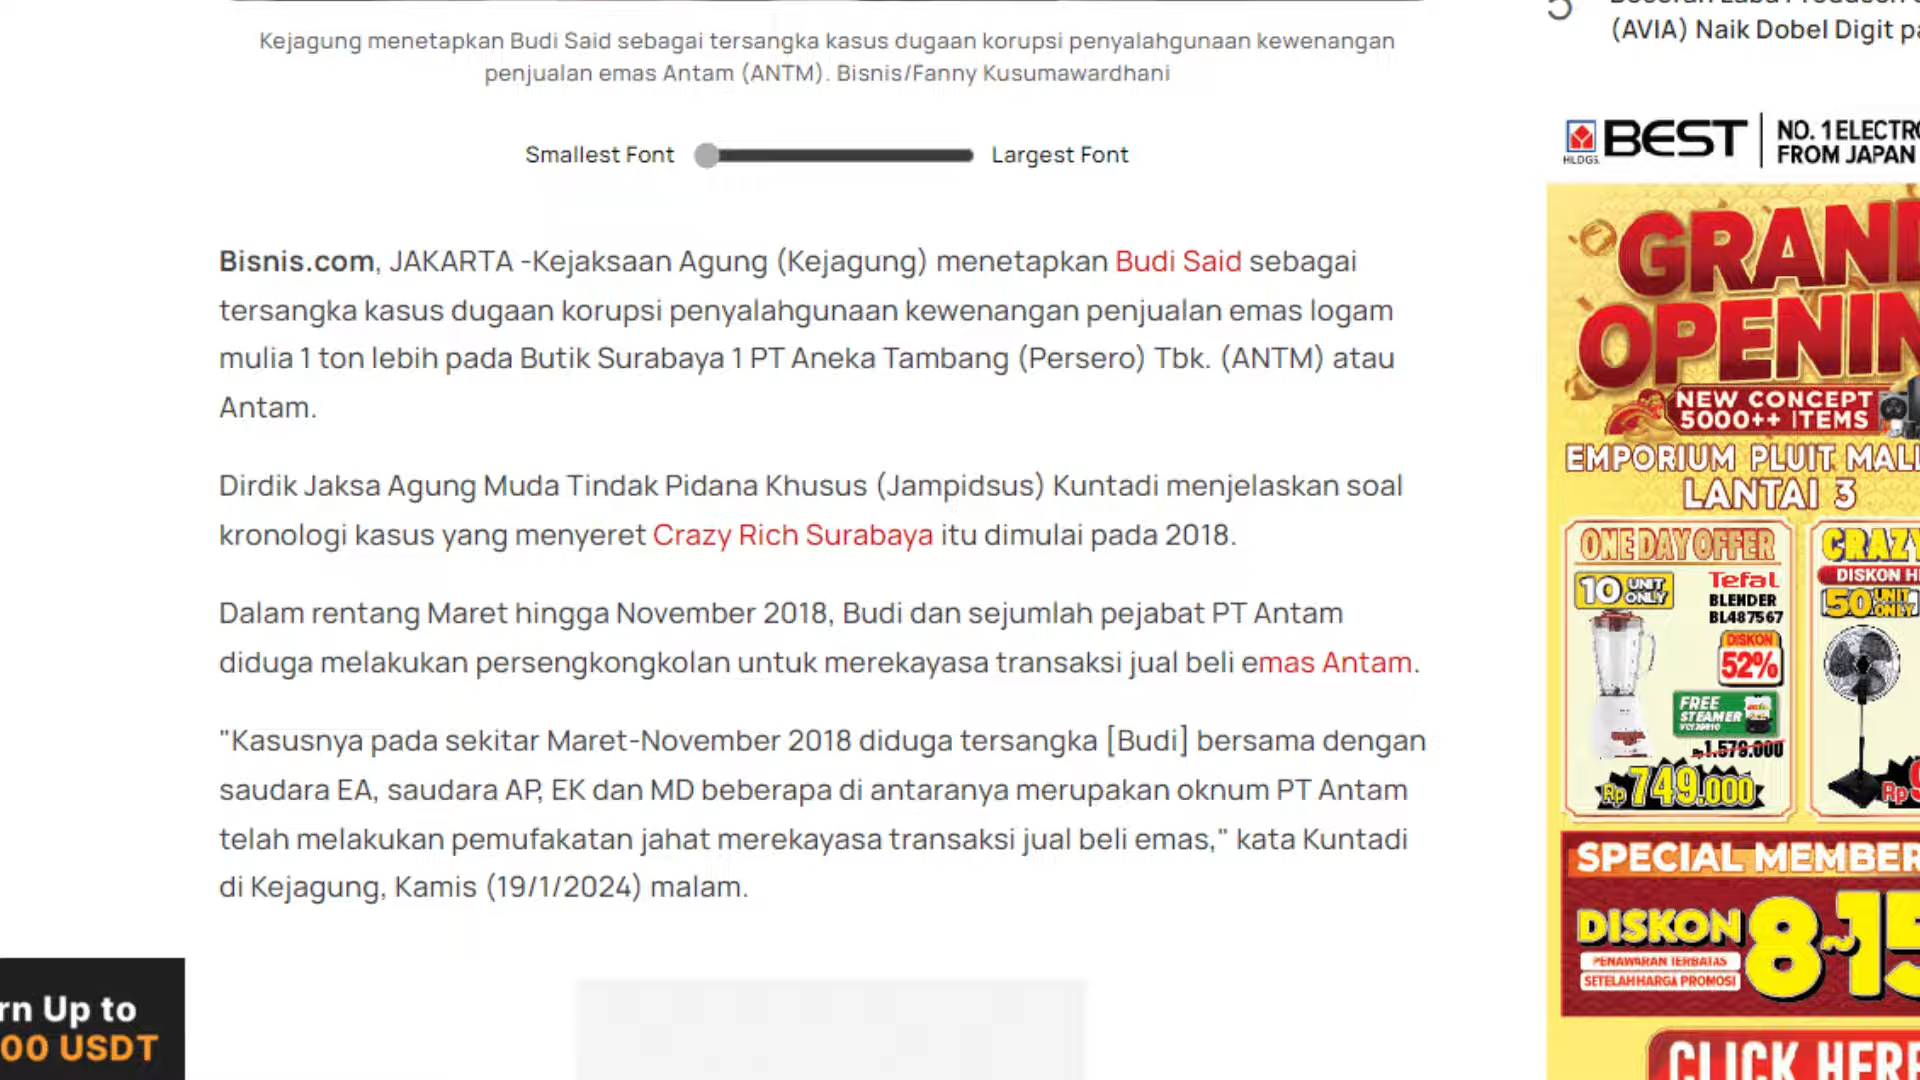 Kejagung menetapkan Budi Said sebagai tersangka kasus dugaan korupsi penyalahgunaan kewenangan
penjualan emas Antam (ANTM). Bisnis/Fanny Kusumawardhani
Smallest Font Largest Font
Bisnis.com, JAKARTA -Kejaksaan Agung (Kejagung) menetapkan Budi Said sebagai
tersangka kasus dugaan korupsi penyalahgunaan kewenangan penjualan emas logam
mulia 1 ton lebih pada Butik Surabaya 1 PT Aneka Tambang (Persero) Tbk. (ANTM) atau
Antam.
Dirdik Jaksa Agung Muda Tindak Pidana Khusus (Jampidsus) Kuntadi menjelaskan soal
kronologi kasus yang menyeret Crazy Rich Surabaya itu dimulai pada 2018.
Dalam rentang Maret hingga November 2018, Budi dan sejumlah pejabat PT Antam
diduga melakukan persengkongkolan untuk merekayasa transaksi jual beli emas Antam.
"Kasusnya pada sekitar Maret-November 2018 diduga tersangka [Budi] bersama dengan
saudara EA, saudara AP, EK dan MD beberapa di antaranya merupakan oknum PT Antam
telah melakukan pemufakatan jahat merekayasa transaksi jual beli emas," kata Kuntadi
di Kejagung, Kamis (19/1/2024) malam.
rn Up to
00 USDT
5
(AVIA) Naik Dobel Digit pa
HLDGS.
BEST
NO. 1 ELECTRO
FROM JAPAN
GRAN
OPENIN
NEW CONCEPT
5000++ ITEMS
EMPORIUM PLUIT MALL
LANTAI 3
ONE DAY OFFER
10 UNIT ONLY
Tefal
BLENDER
BL487567
DISKON
52%
FREE
STEAMER
Rp1.579.000
Rp749.000
CRAZY
DISKON H
50 UNIT ONLY
Rp9
SPECIAL MEMBER
DISKON 8~15
PENAWARAN TERBATAS
SETELAH HARGA PROMOSI
CLICK HERE